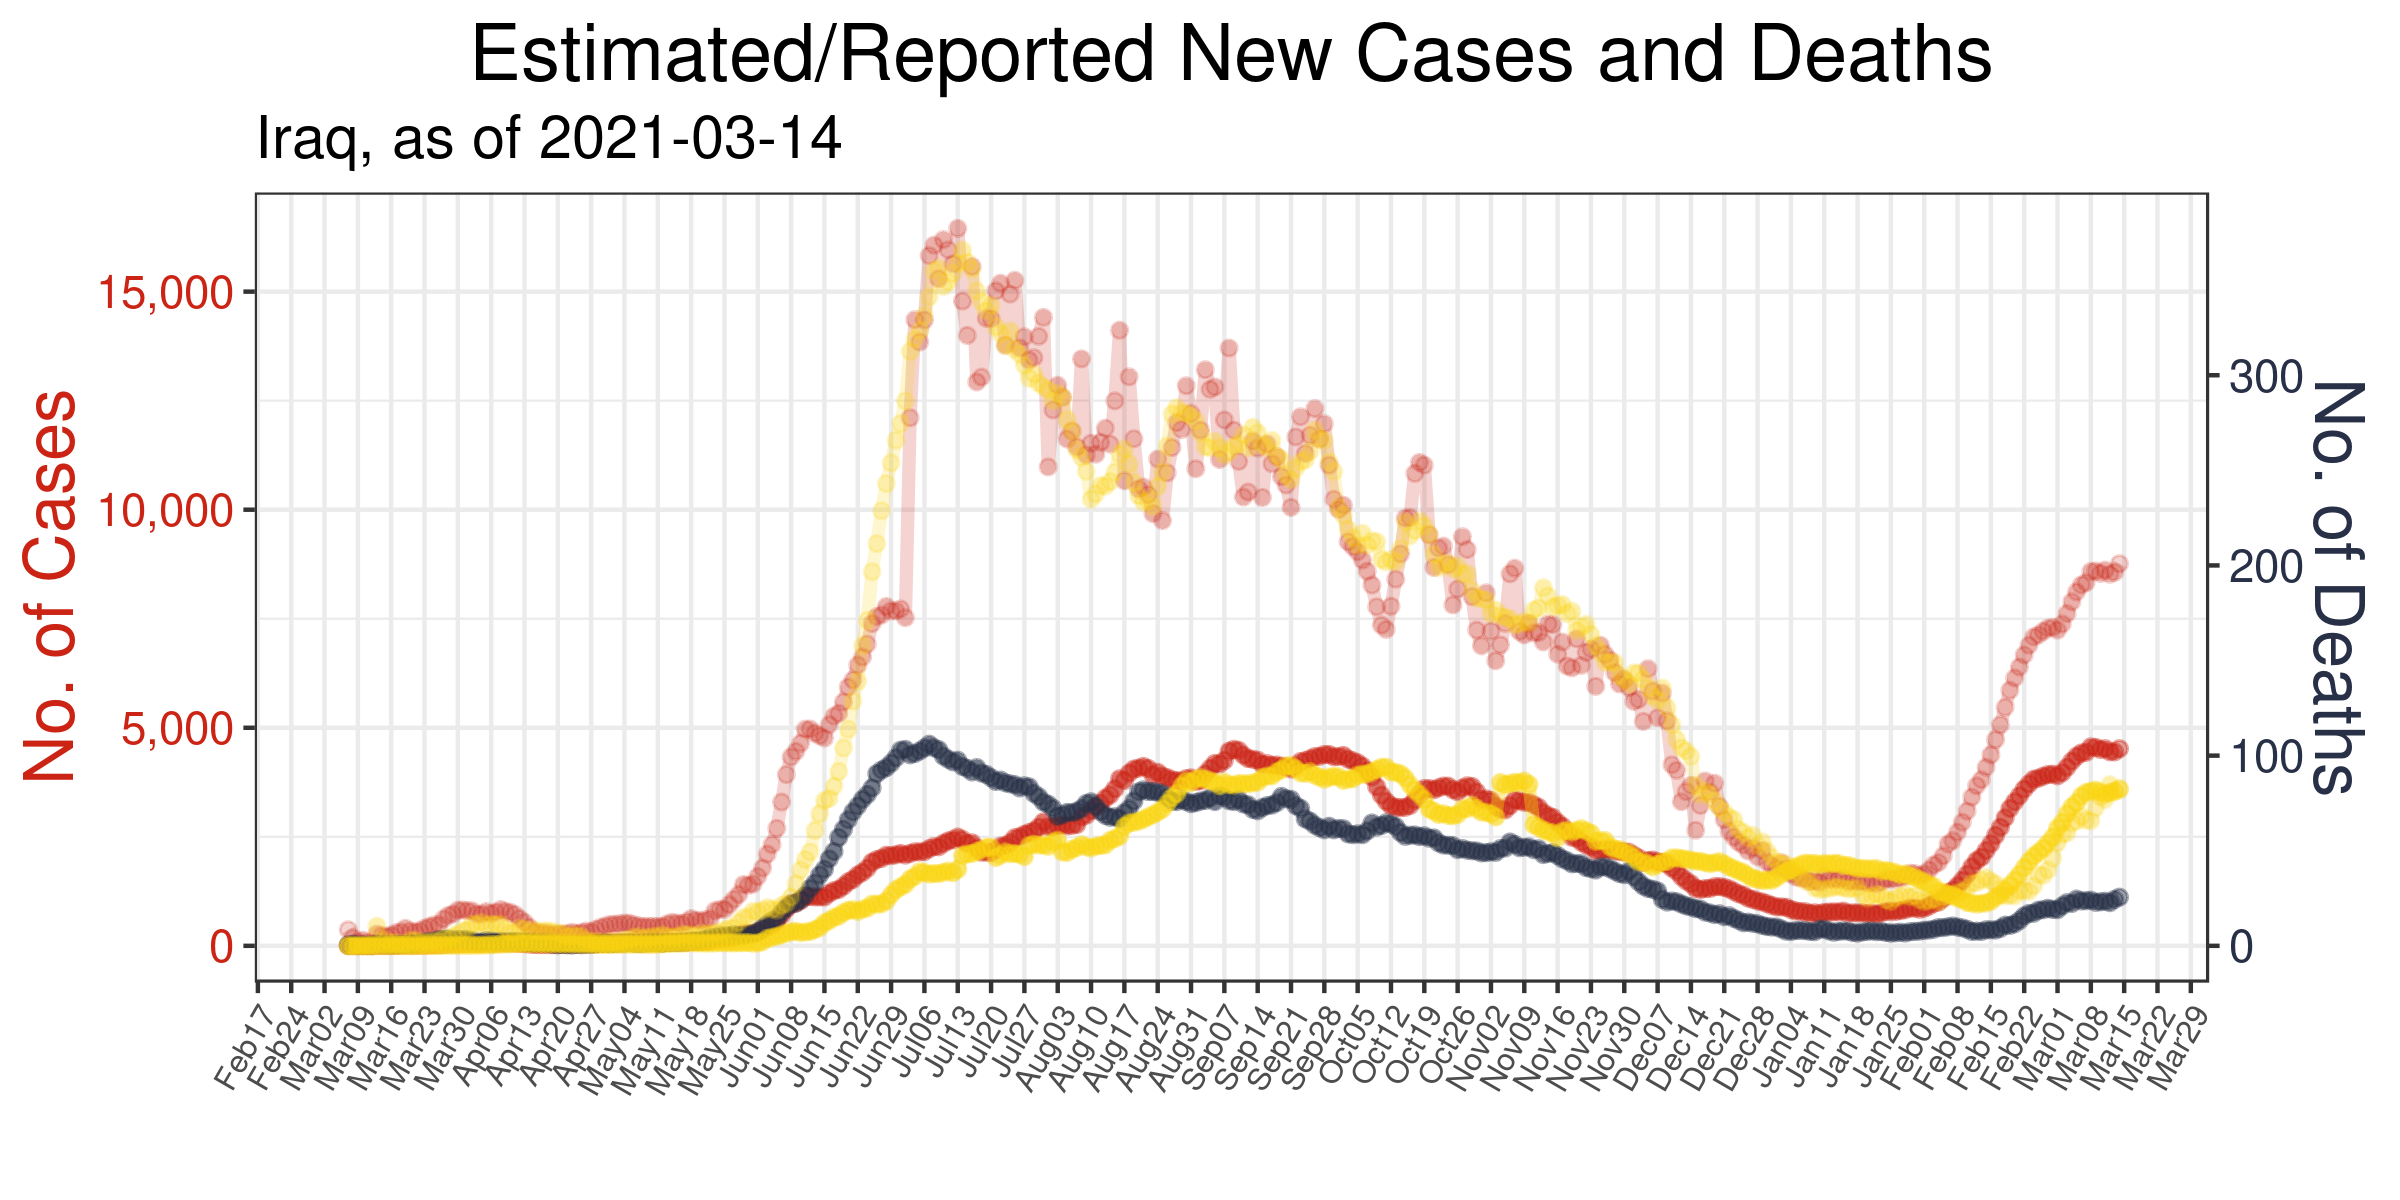 Estimated/Reported New Cases and Deaths
Iraq, as of 2021-03-14
No. of Cases
15,000
10,000
5,000
0
300
200
100
0
No. of Deaths
Feb17
Feb24
Mar02
Mar09
Mar16
Mar23
Mar30
Apr06
Apr13
Apr20
Apr27
May04
May11
May18
May25
Jun01
Jun08
Jun15
Jun22
Jun29
Jul06
Jul13
Jul20
Jul27
Aug03
Aug10
Aug17
Aug24
Aug31
Sep07
Sep14
Sep21
Sep28
Oct05
Oct12
Oct19
Oct26
Nov02
Nov09
Nov16
Nov23
Nov30
Dec07
Dec14
Dec21
Dec28
Jan04
Jan11
Jan18
Jan25
Feb01
Feb08
Feb15
Feb22
Mar01
Mar08
Mar15
Mar22
Mar29